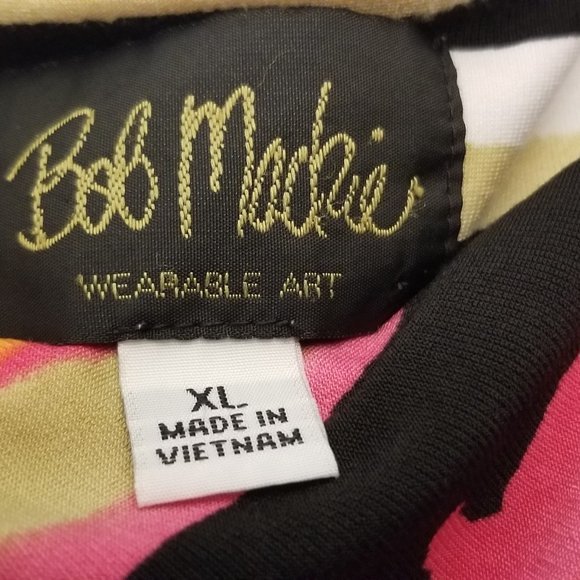 Bob Mackie
WEARABLE ART
XL
MADE IN
VIETNAM